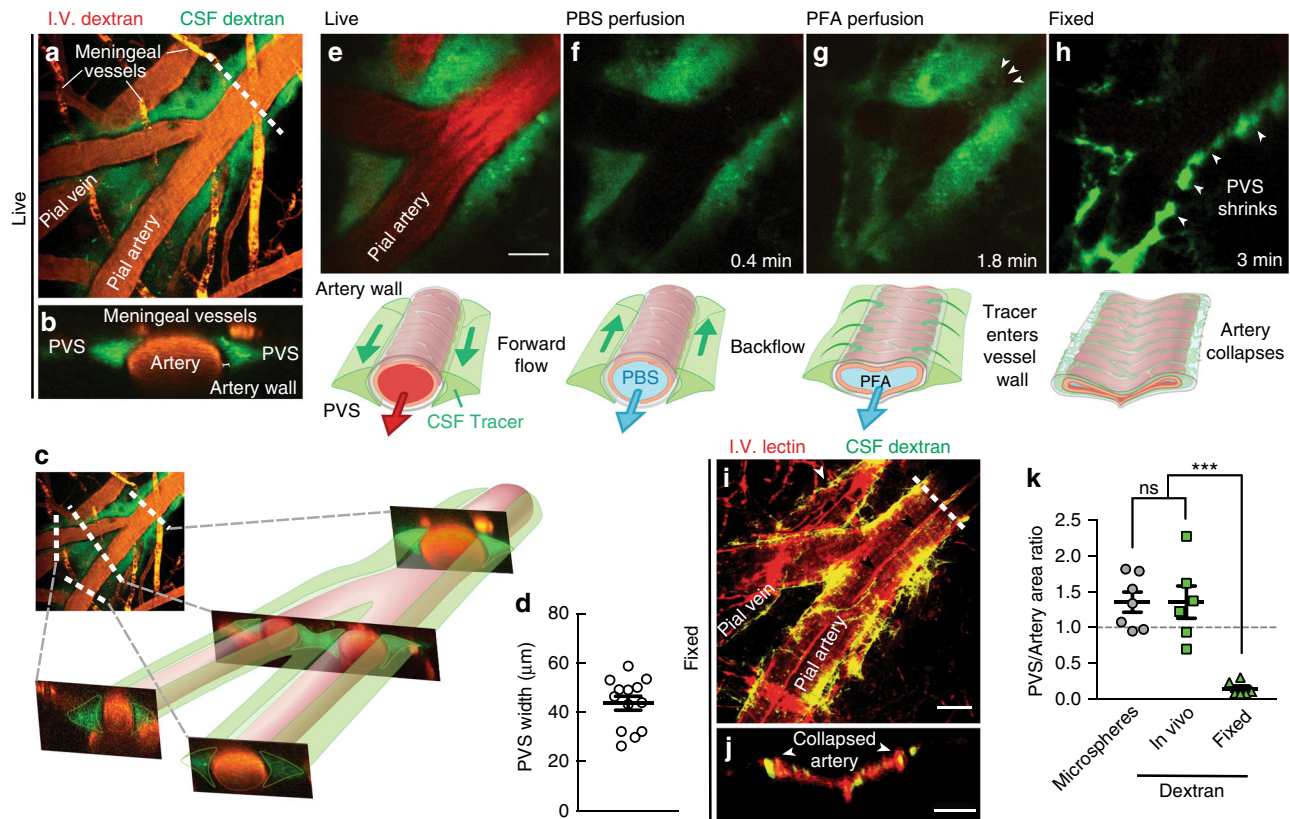 I.V. dextran CSF dextran
Live
a
Meningeal
vessels
Pial vein
Pial artery
b
Meningeal vessels
PVS
Artery
PVS
Artery wall
Live
PBS perfusion
PFA perfusion
Fixed
e
Pial artery
f
0.4 min
g
1.8 min
h
PVS
shrinks
3 min
Artery wall
Forward
flow
PVS
CSF Tracer
PBS
Backflow
PFA
Tracer
enters
vessel
wall
Artery
collapses
c
d
PVS width (µm)
80
60
40
20
0
I.V. lectin CSF dextran
Fixed
i
Pial vein
Pial artery
j
Collapsed
artery
k
***
ns
PVS/Artery area ratio
2.5
2.0
1.5
1.0
0.5
0.0
Microspheres
In vivo
Fixed
Dextran